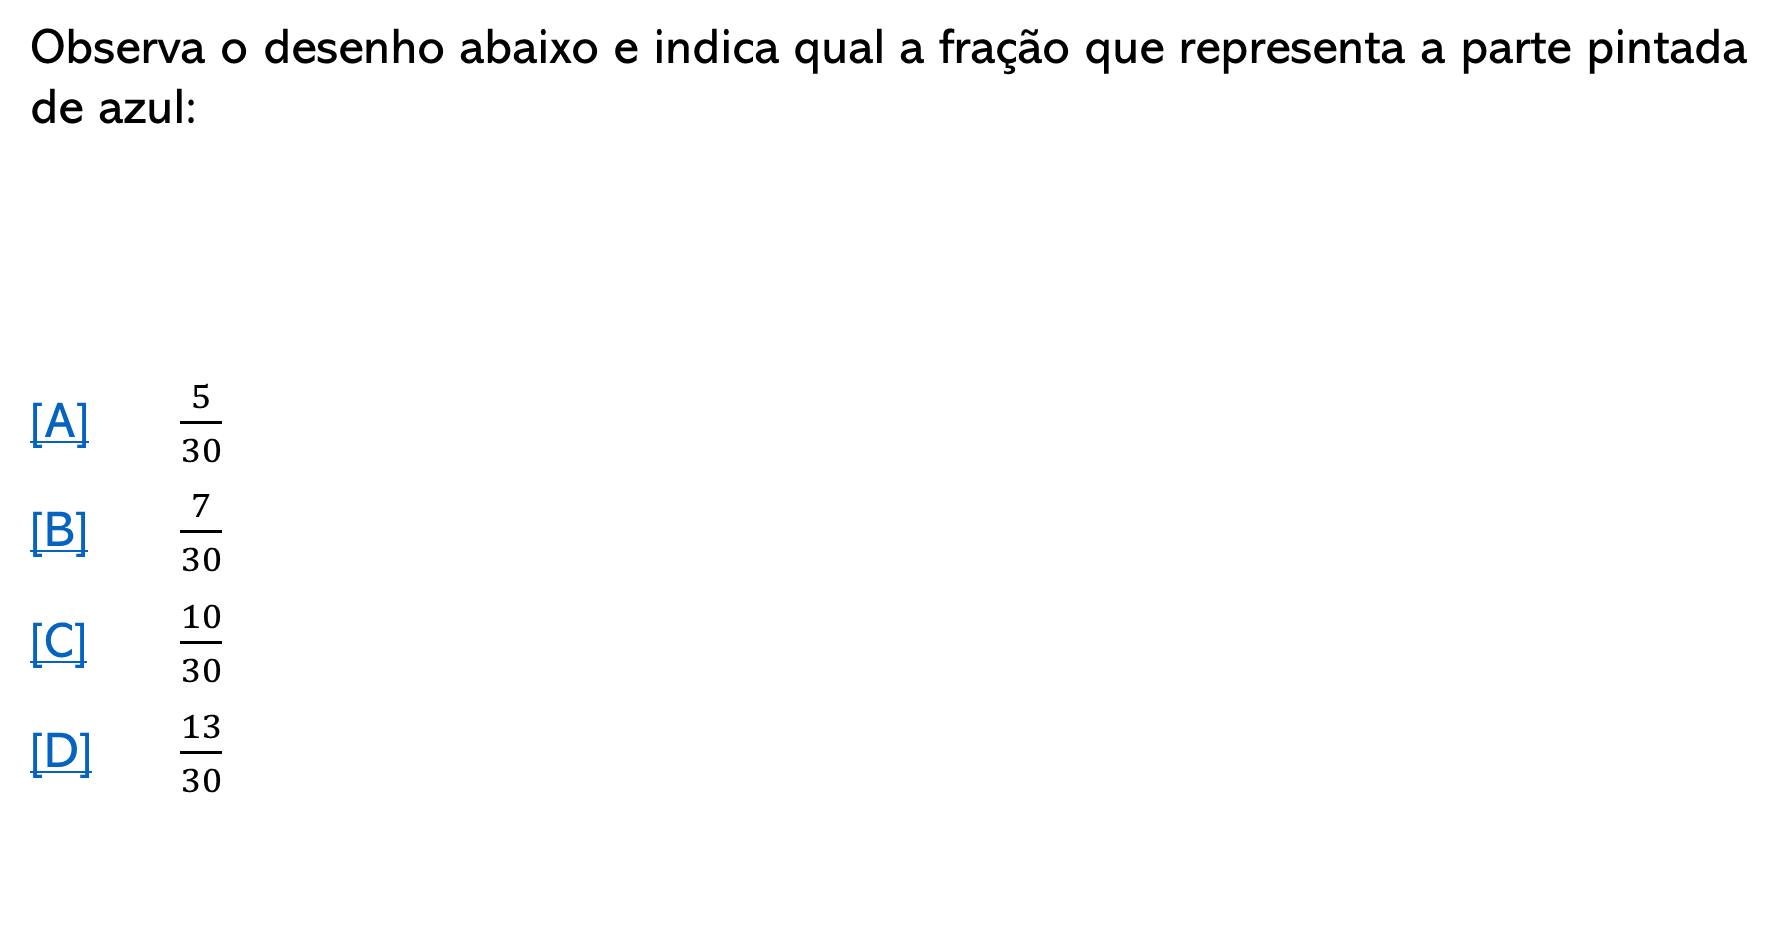 Observa o desenho abaixo e indica qual a fração que representa a parte pintada
de azul:
[A] 5/30
[B] 7/30
[C] 10/30
[D] 13/30